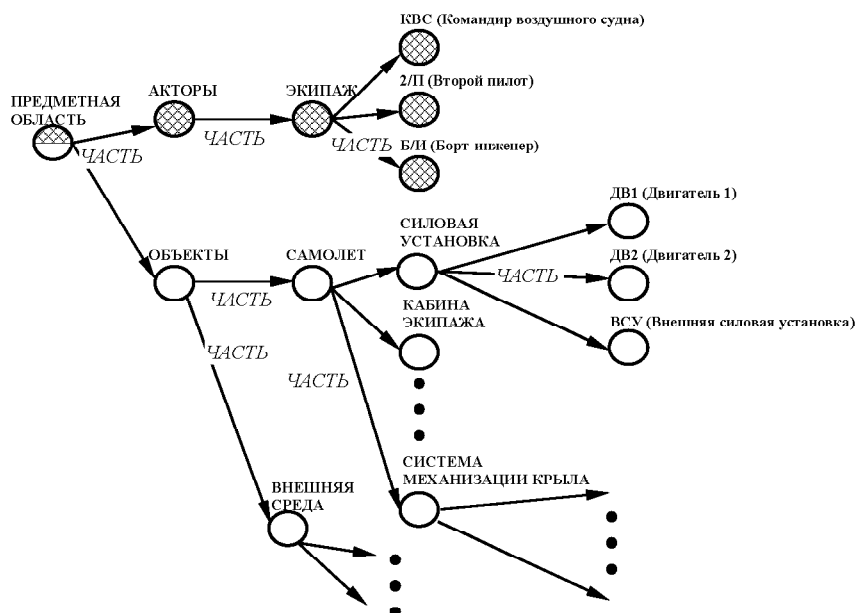 КВС (Командир воздушного судна)
2/П (Второй пилот)
Б/И (Борт инженер)
АКТОРЫ
ЭКИПАЖ
ПРЕДМЕТНАЯ
ОБЛАСТЬ
ЧАСТЬ
ЧАСТЬ
ЧАСТЬ
ДВ1 (Двигатель 1)
СИЛОВАЯ
УСТАНОВКА
ОБЪЕКТЫ
САМОЛЕТ
ДВ2 (Двигатель 2)
ЧАСТЬ
ЧАСТЬ
КАБИНА
ЭКИПАЖА
ВСУ (Внешняя силовая установка)
ЧАСТЬ
ЧАСТЬ
СИСТЕМА
МЕХАНИЗАЦИИ КРЫЛА
ВНЕШНЯЯ
СРЕДА